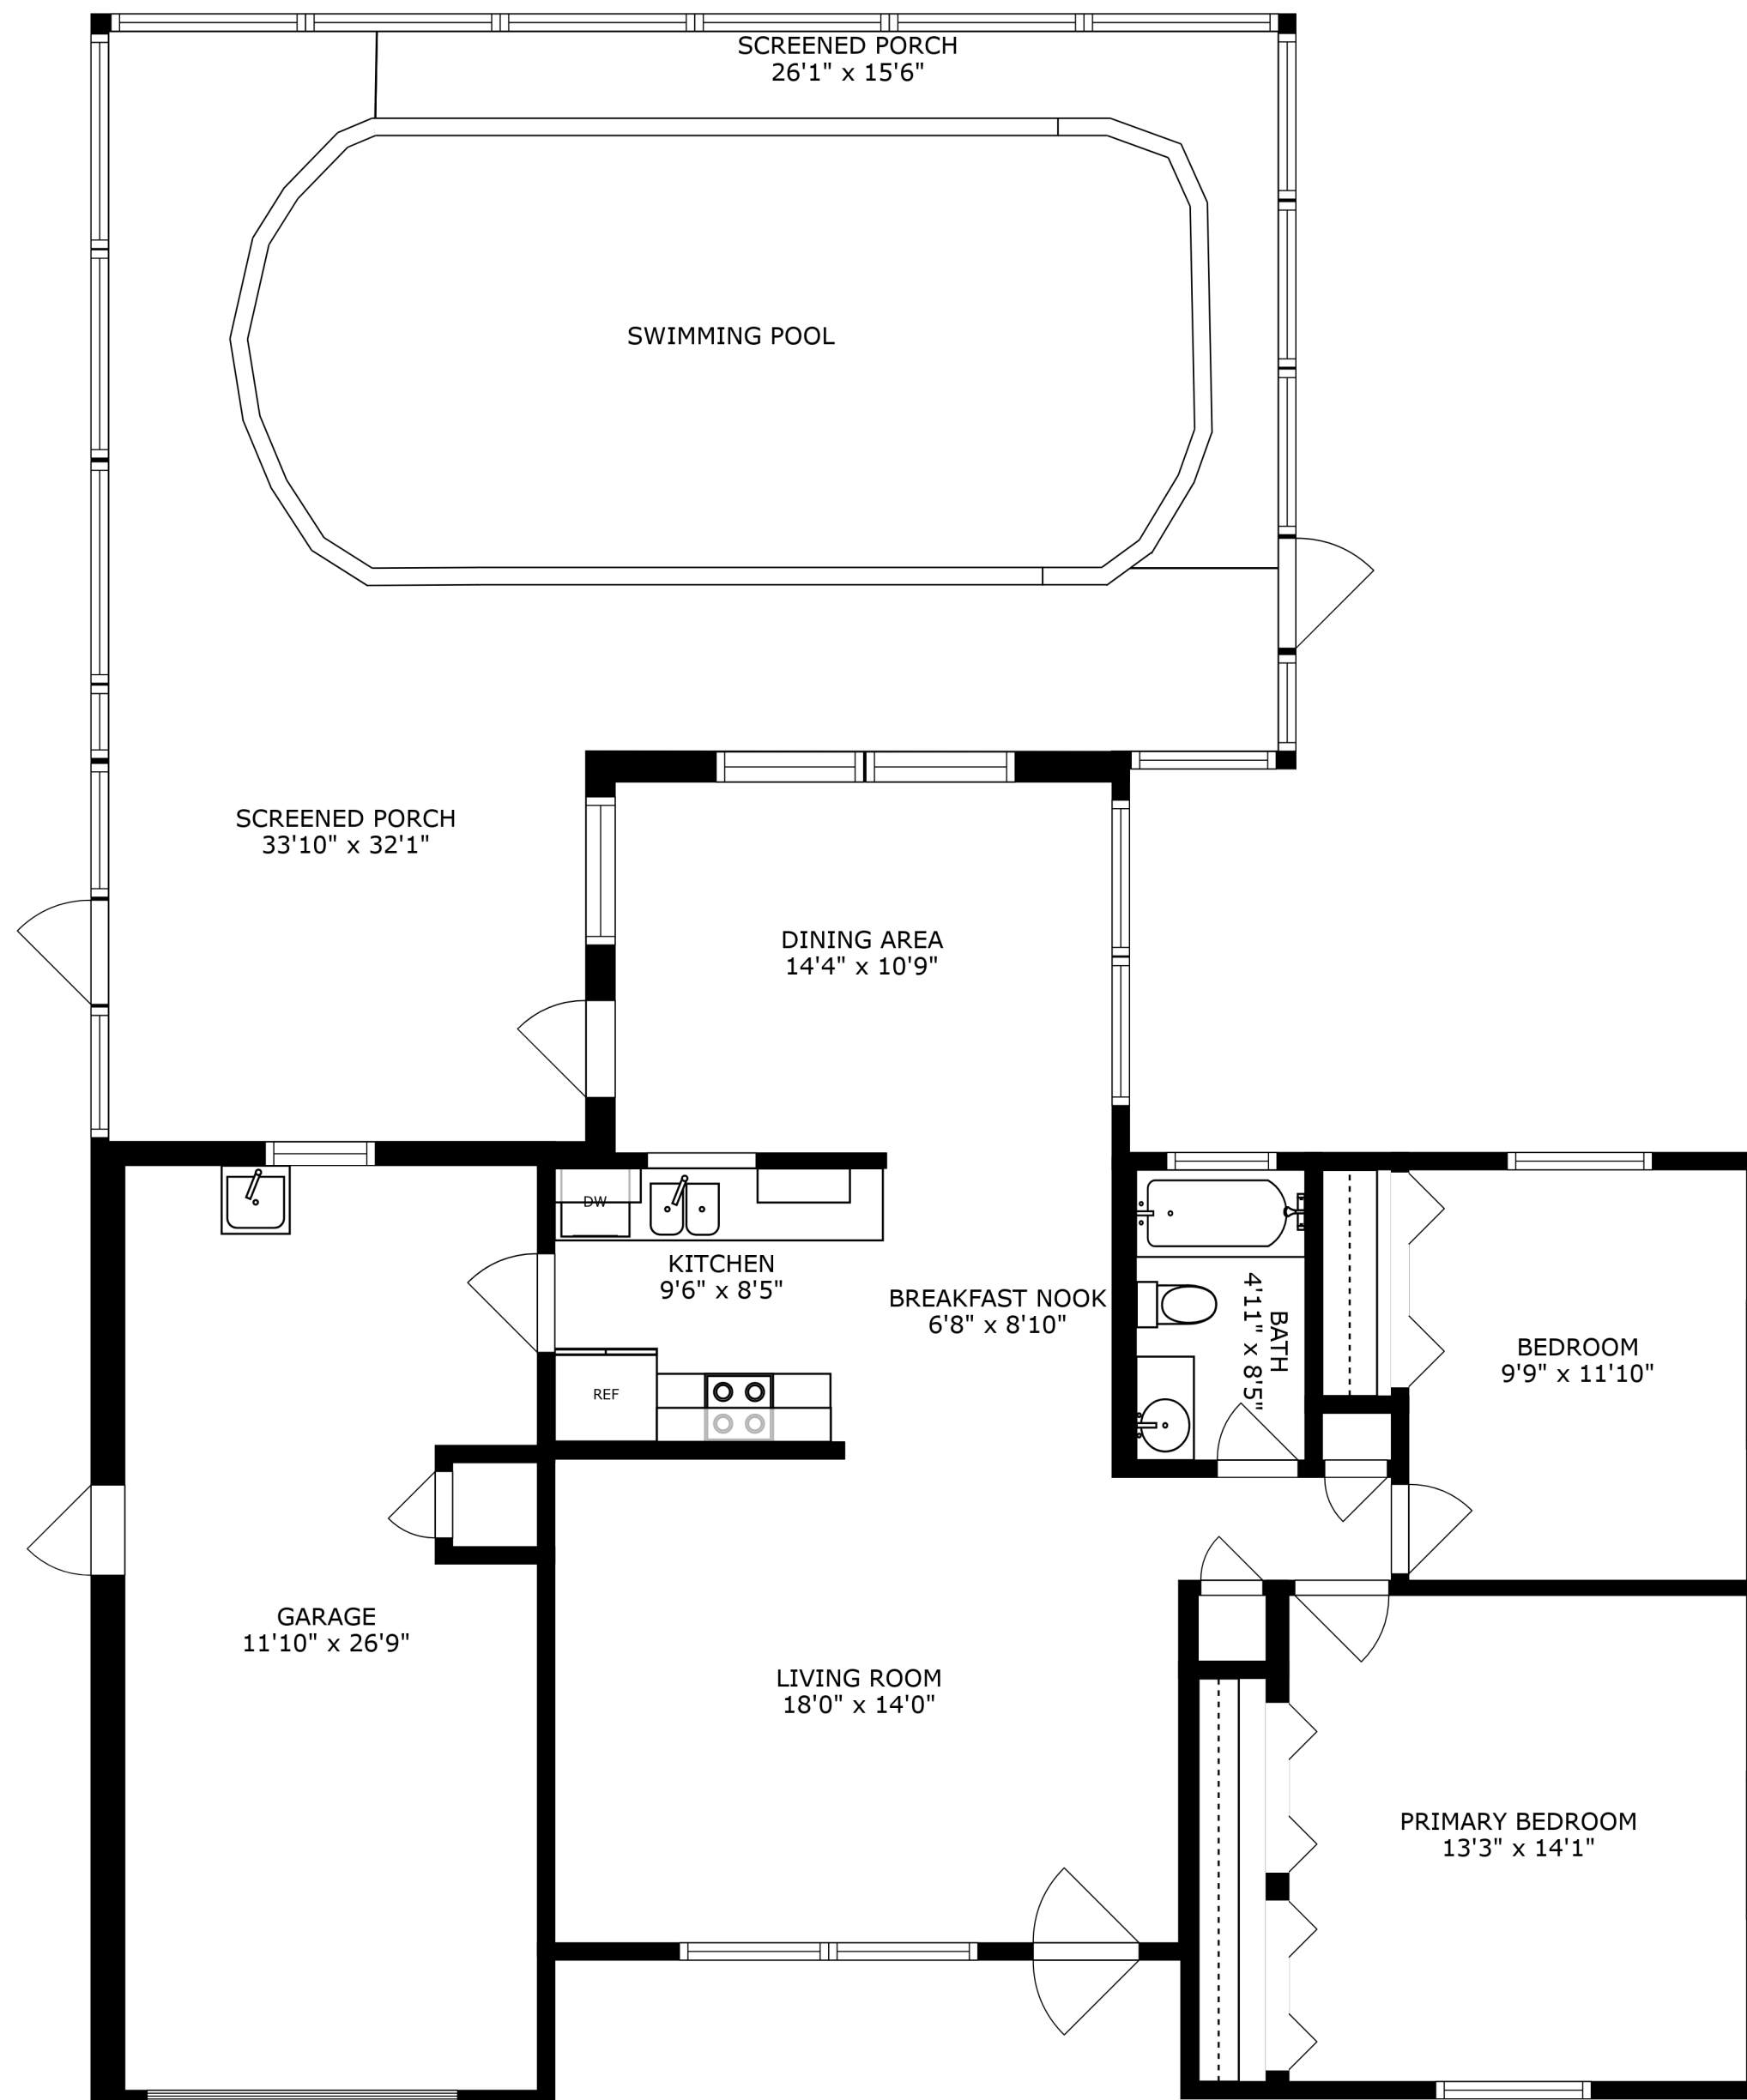 SCREENED PORCH
26'1" x 15'6"
SWIMMING POOL
SCREENED PORCH
33'10" x 32'1"
DINING AREA
14'4" x 10'9"
DW
KITCHEN
9'6" x 8'5"
BREAKFAST NOOK
6'8" x 8'10"
BATH
4'11" x 8'5"
BEDROOM
9'9" x 11'10"
REF
GARAGE
11'10" x 26'9"
LIVING ROOM
18'0" x 14'0"
PRIMARY BEDROOM
13'3" x 14'1"